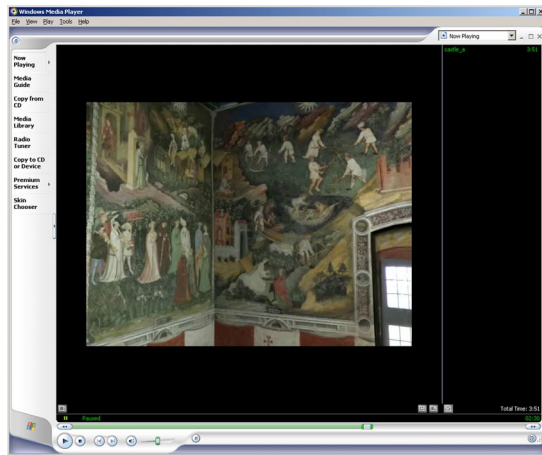 Windows Media Player
File View Play Tools Help
Now Playing
castle_a 3:51
Now
Playing
Media
Guide
Copy from
CD
Media
Library
Radio
Tuner
Copy to CD
or Device
Premium
Services
Skin
Chooser
Total Time: 3:51
Paused 02:30